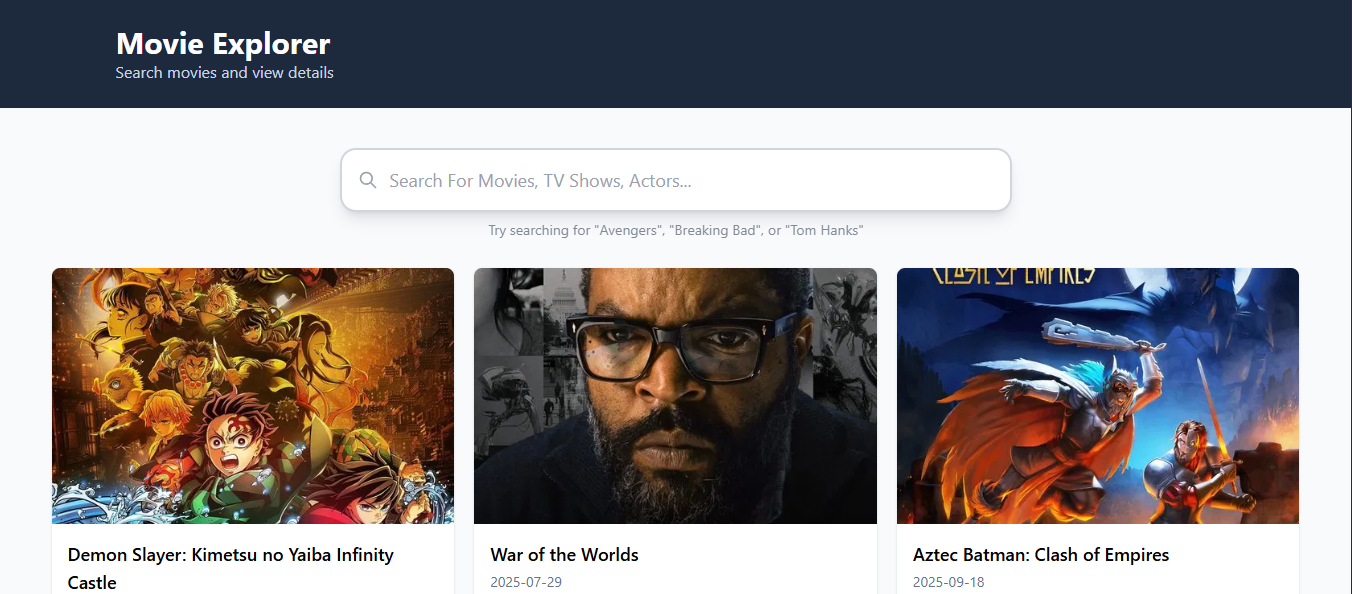 Movie Explorer
Search movies and view details
Search For Movies, TV Shows, Actors...
Try searching for "Avengers", "Breaking Bad", or "Tom Hanks"
CLASH OF EMPIRES
Demon Slayer: Kimetsu no Yaiba Infinity
Castle
War of the Worlds
2025-07-29
Aztec Batman: Clash of Empires
2025-09-18